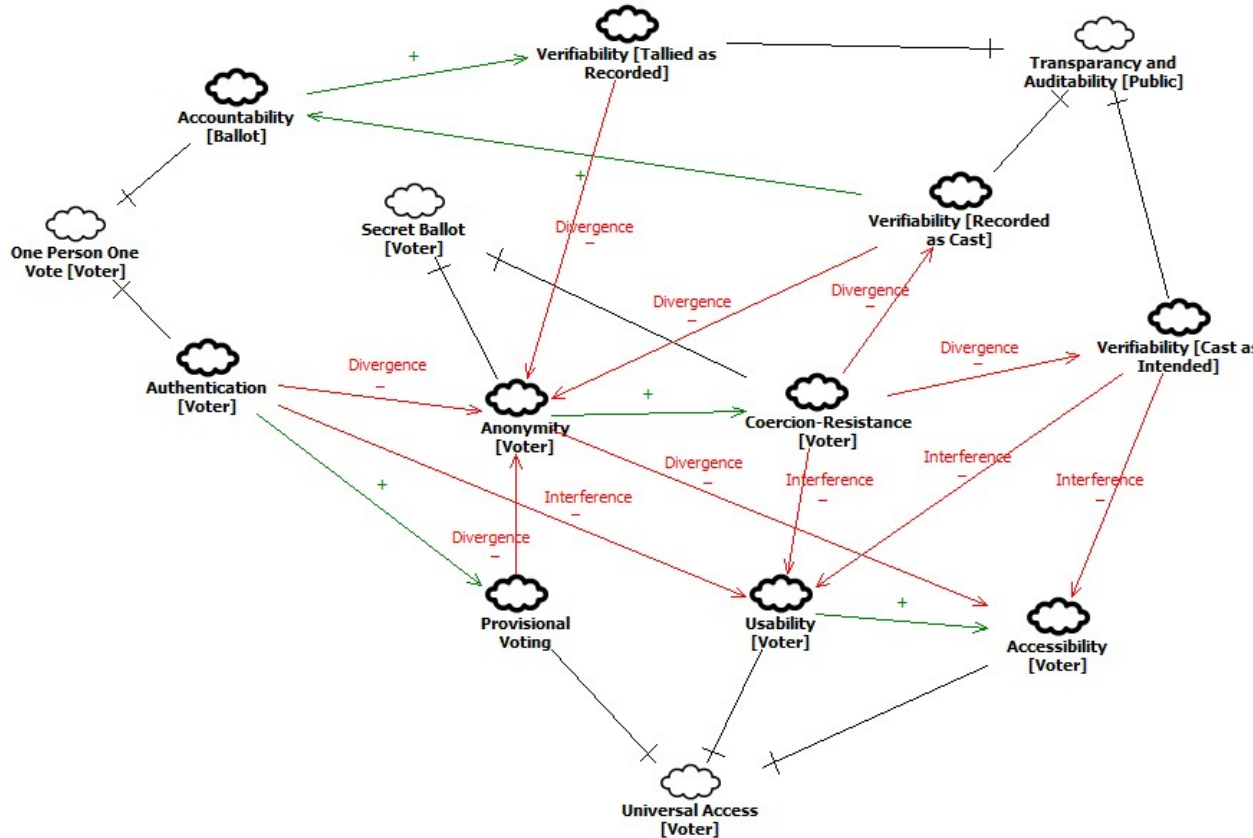 Verifiability [Tallied as
Recorded]
Transparancy and
Auditability [Public]
+
Accountability
[Ballot]
+
Verifiability [Recorded
as Cast]
Secret Ballot
[Voter]
Divergence
−
One Person One
Vote [Voter]
Divergence
−
Divergence
−
Verifiability [Cast as
Intended]
Divergence
−
Divergence
−
Authentication
[Voter]
+
Anonymity
[Voter]
Coercion-Resistance
[Voter]
Divergence
−
Interference
−
Interference
−
Interference
−
+
Interference
−
Divergence
−
+
Provisional
Voting
Usability
[Voter]
Accessibility
[Voter]
Universal Access
[Voter]